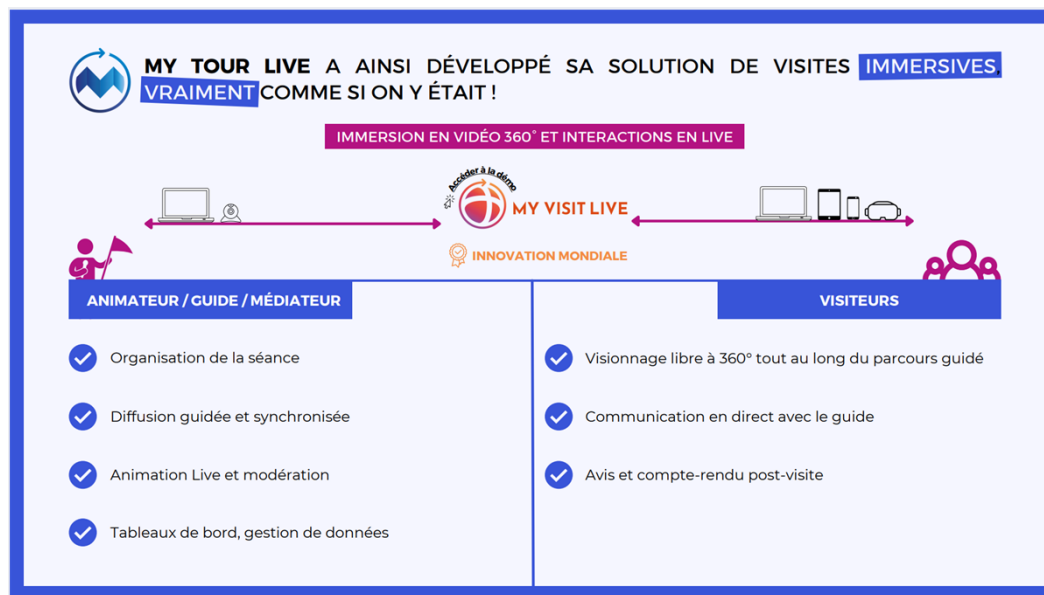 MY TOUR LIVE A AINSI DÉVELOPPÉ SA SOLUTION DE VISITES IMMERSIVES,
VRAIMENT COMME SI ON Y ÉTAIT !
IMMERSION EN VIDÉO 360° ET INTERACTIONS EN LIVE
Accéder à la démo
MY VISIT LIVE
INNOVATION MONDIALE
ANIMATEUR / GUIDE / MÉDIATEUR
Organisation de la séance
Diffusion guidée et synchronisée
Animation Live et modération
Tableaux de bord, gestion de données
VISITEURS
Visionnage libre à 360° tout au long du parcours guidé
Communication en direct avec le guide
Avis et compte-rendu post-visite